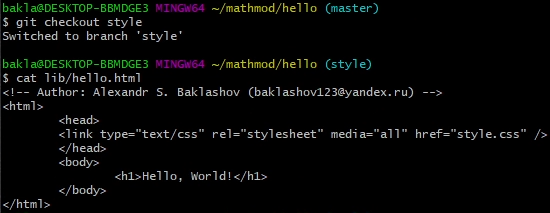 bakla@DESKTOP-BBMDGE3 MINGW64 ~/mathmod/hello (master)
$ git checkout style
Switched to branch 'style'

bakla@DESKTOP-BBMDGE3 MINGW64 ~/mathmod/hello (style)
$ cat lib/hello.html
<!-- Author: Alexandr S. Baklashov (baklashov123@yandex.ru) -->
<html>
        <head>
        <link type="text/css" rel="stylesheet" media="all" href="style.css" />
        </head>
        <body>
                <h1>Hello, World!</h1>
        </body>
</html>